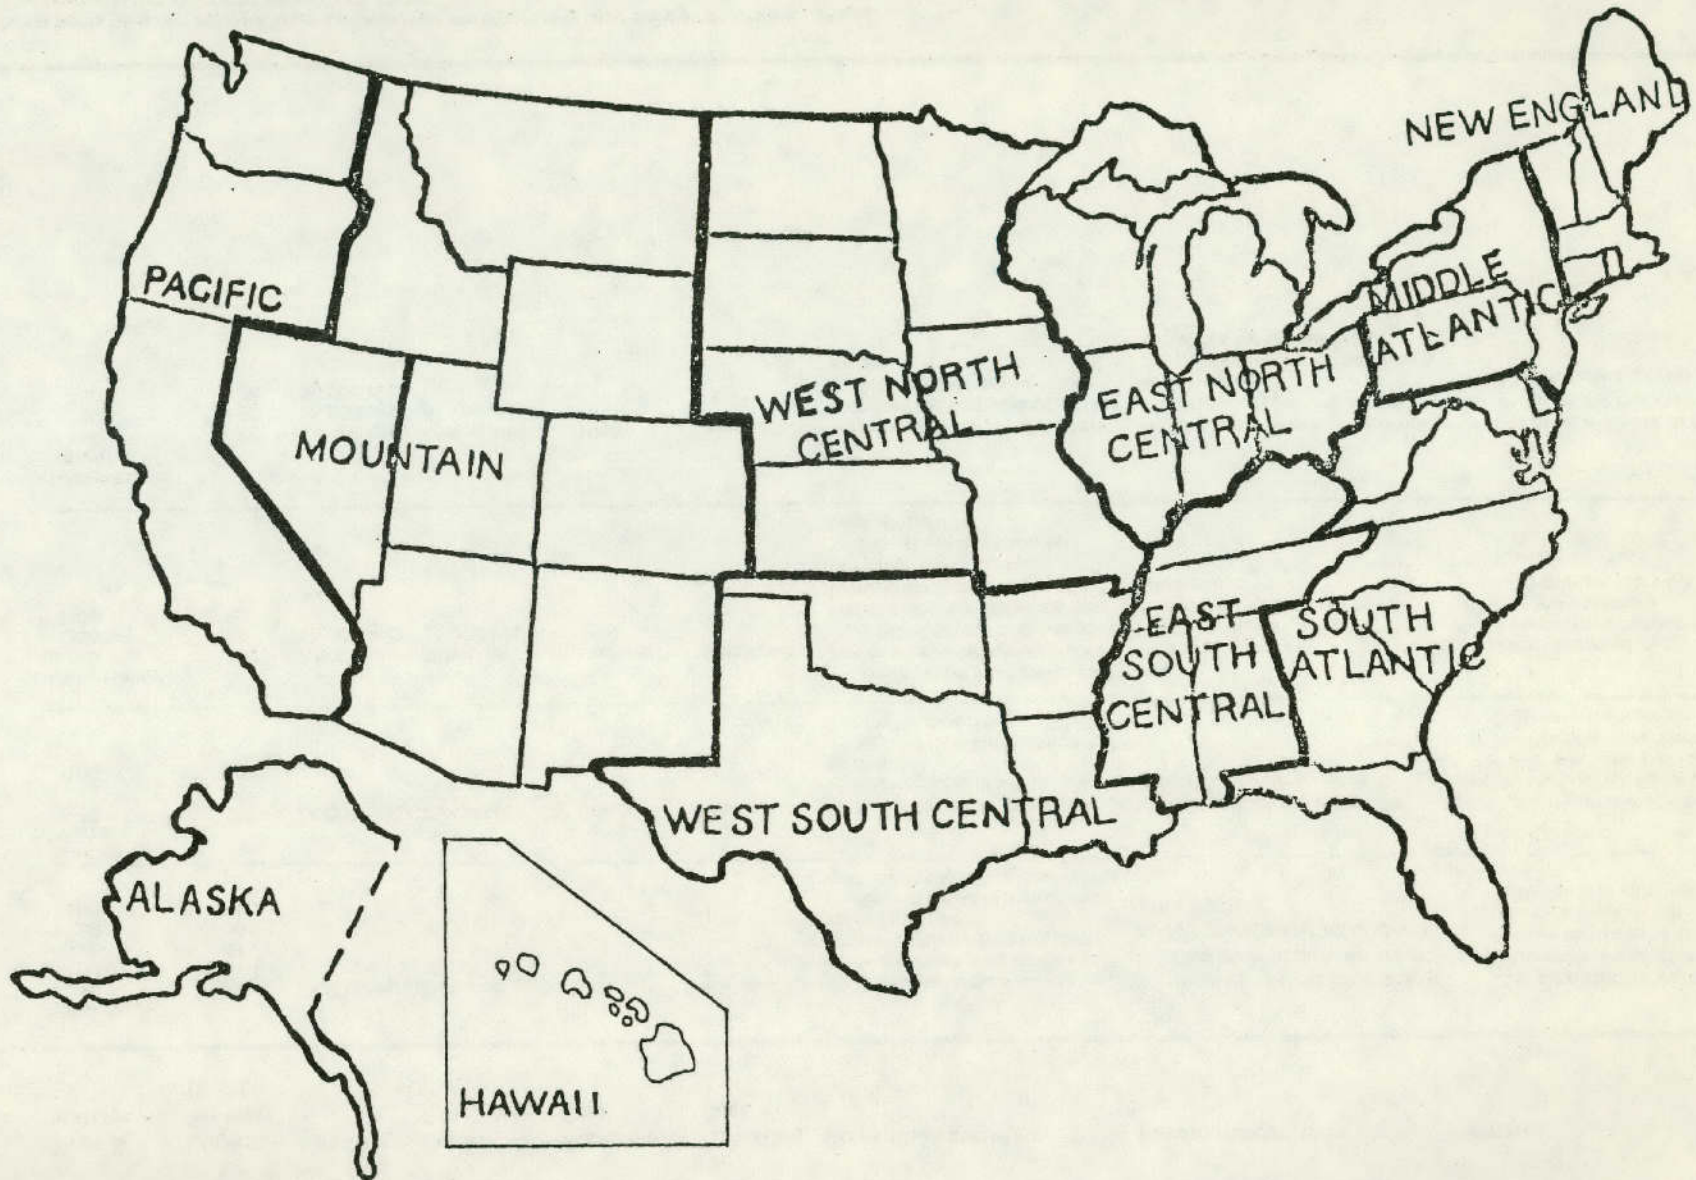 NEW ENGLAND
PACIFIC
MIDDLE
ATLANTIC
WEST NORTH
CENTRAL
EAST NORTH
CENTRAL
MOUNTAIN
EAST
SOUTH
CENTRAL
SOUTH
ATLANTIC
WEST SOUTH CENTRAL
ALASKA
HAWAII